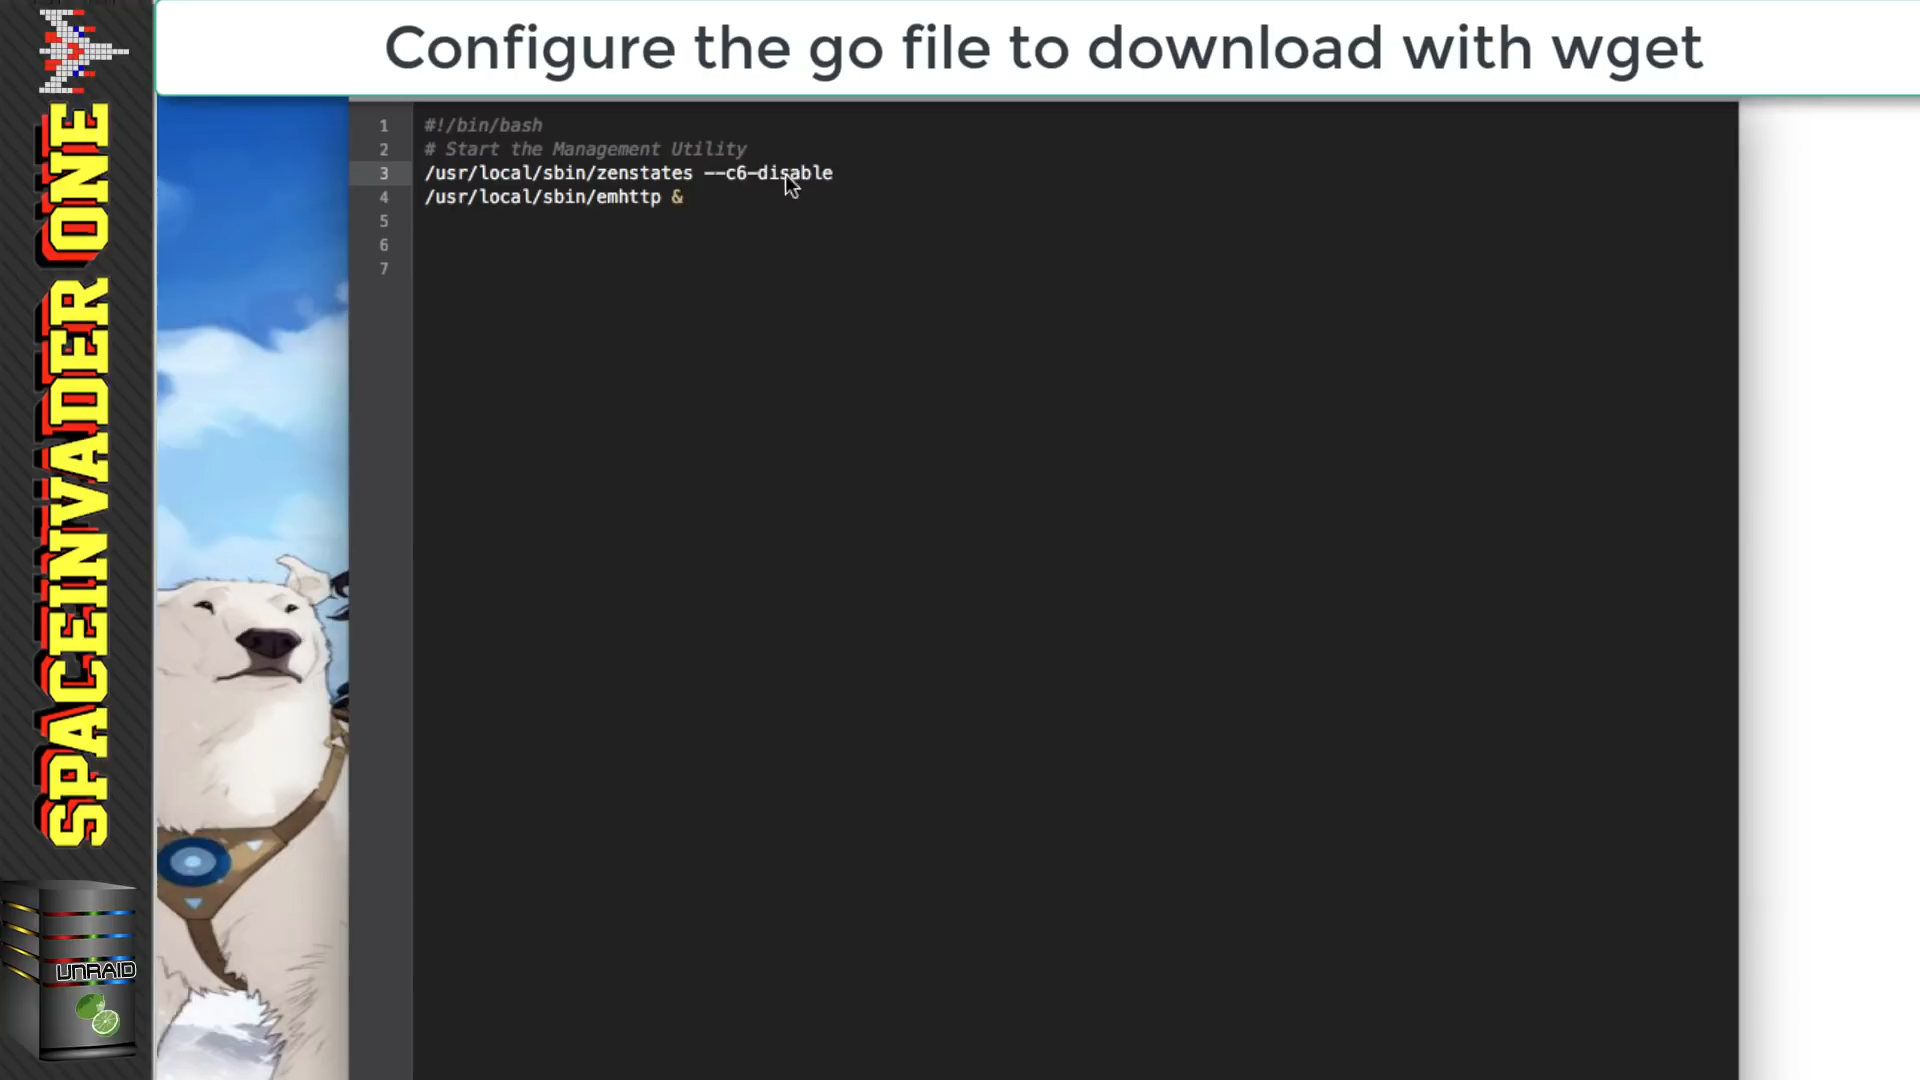 Configure the go file to download with wget
SPACEINVADER ONE
1 #!/bin/bash
2 # Start the Management Utility
3 /usr/local/sbin/zenstates --c6-disable
4 /usr/local/sbin/emhttp &
5
6
7
UNRAID